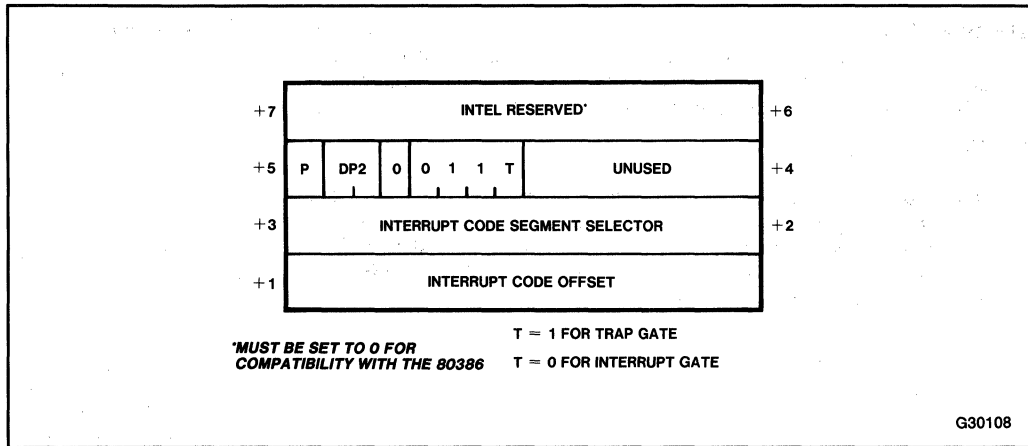 +7 INTEL RESERVED* +6
+5 P DP2 0 0 1 1 T UNUSED +4
+3 INTERRUPT CODE SEGMENT SELECTOR +2
+1 INTERRUPT CODE OFFSET
*MUST BE SET TO 0 FOR
COMPATIBILITY WITH THE 80386
T = 1 FOR TRAP GATE
T = 0 FOR INTERRUPT GATE
G30108